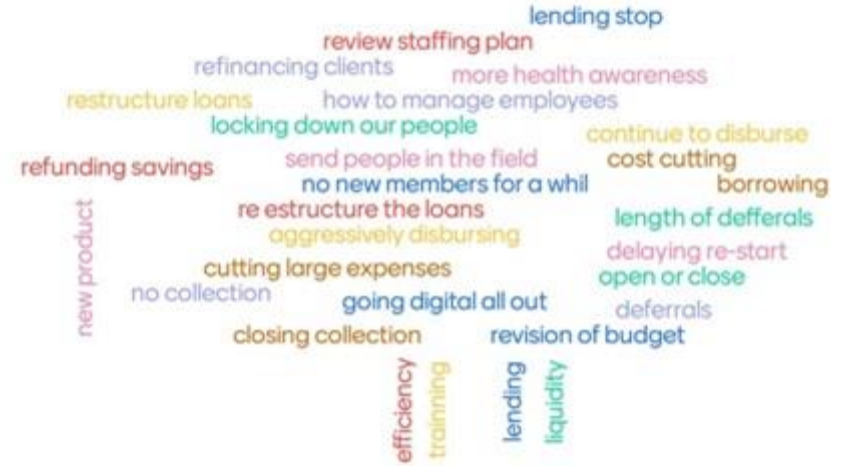 lending stop
review staffing plan
refinancing clients
more health awareness
restructure loans
how to manage employees
locking down our people
continue to disburse
send people in the field
cost cutting
refunding savings
no new members for a whil
borrowing
re estructure the loans
length of defferals
new product
aggressively disbursing
delaying re-start
cutting large expenses
open or close
no collection
going digital all out
deferrals
closing collection
revision of budget
efficiency
trainning
lending
liquidity